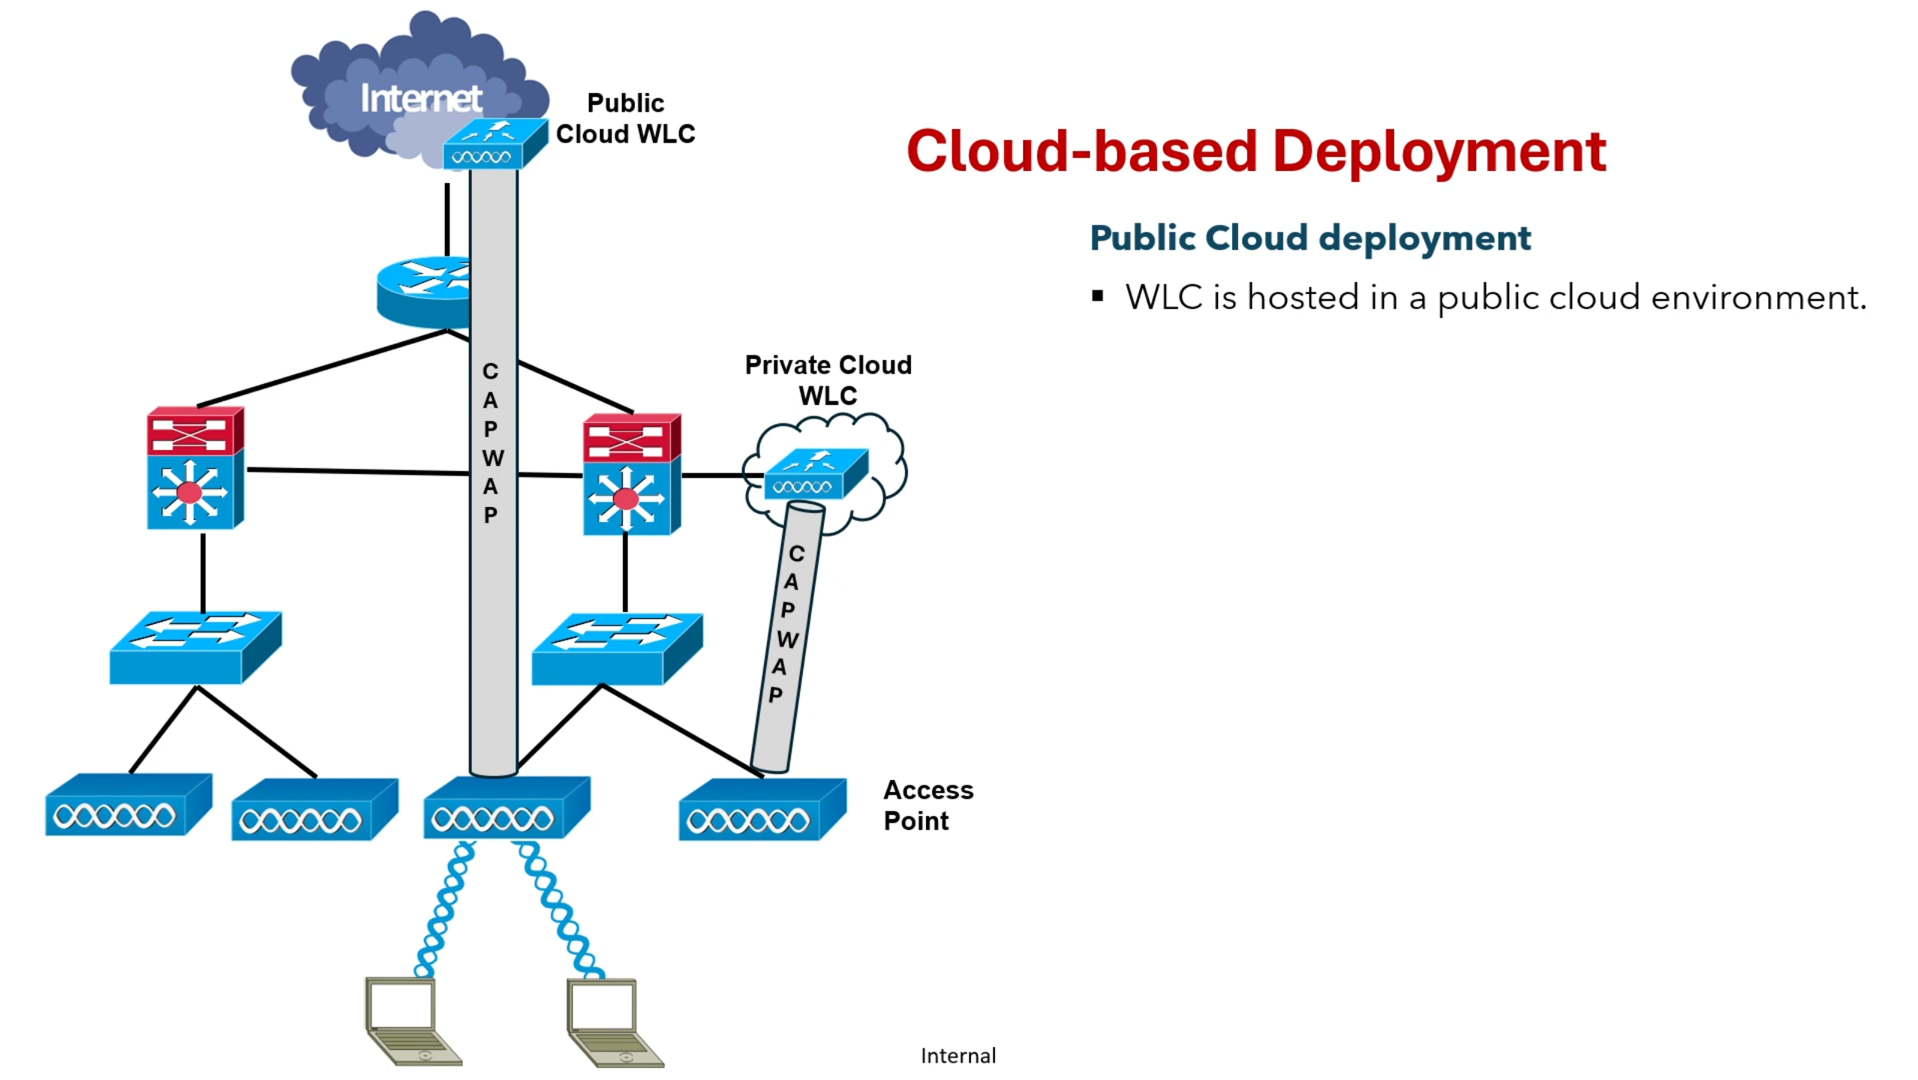 Internet
Public
Cloud WLC
Cloud-based Deployment
Public Cloud deployment
▪ WLC is hosted in a public cloud environment.
Private Cloud
WLC
C
A
P
W
A
P
C
A
P
W
A
P
Access
Point
Internal